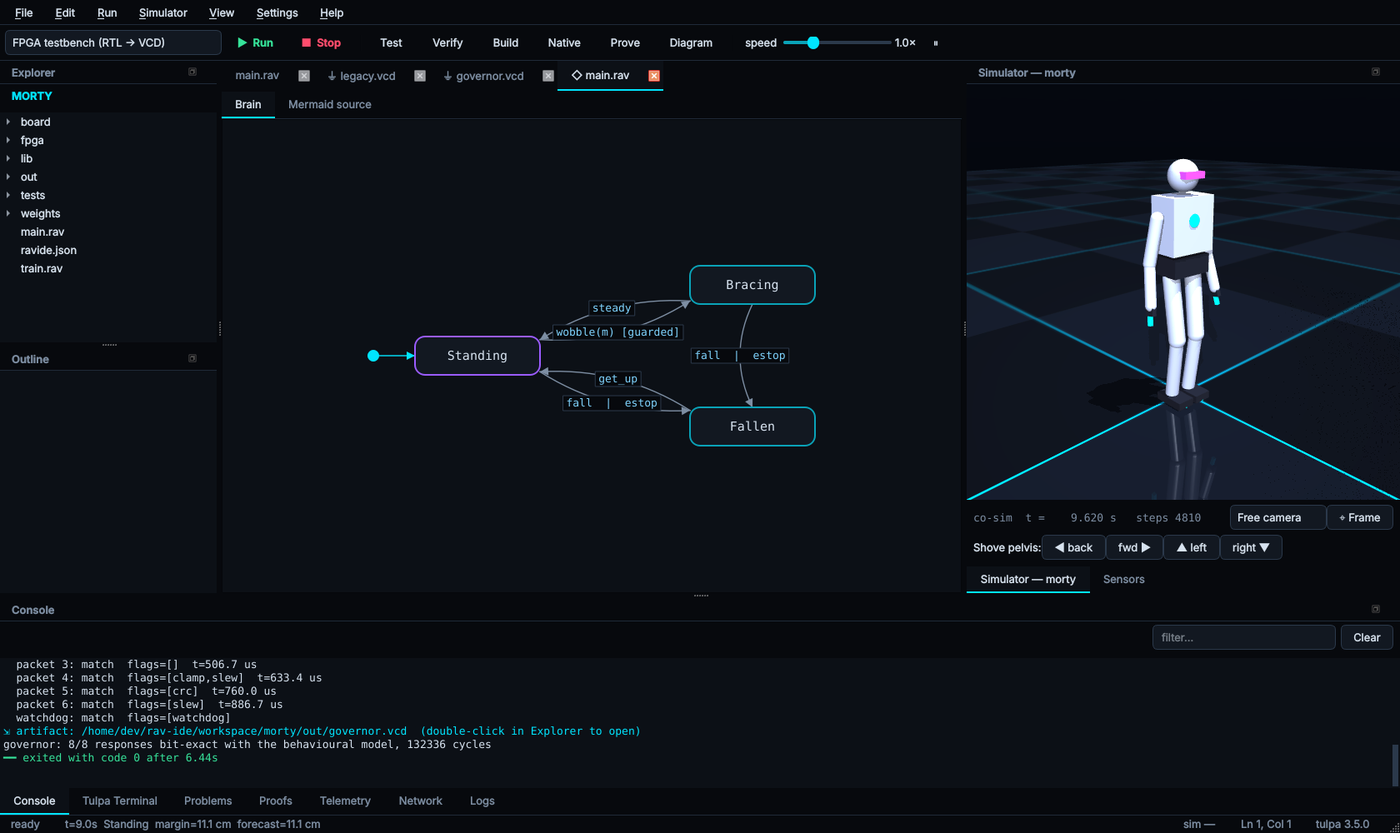 File Edit Run Simulator View Settings Help
FPGA testbench (RTL → VCD) Run Stop Test Verify Build Native Prove Diagram speed 1.0×
Explorer
MORTY
board
fpga
lib
out
tests
weights
main.rav
ravide.json
train.rav
Outline
main.rav legacy.vcd governor.vcd main.rav
Brain Mermaid source
Bracing
steady
wobble(m) [guarded]
Standing
fall | estop
get_up
fall | estop
Fallen
Simulator — morty
co-sim t = 9.620 s steps 4810 Free camera ⌖ Frame
Shove pelvis: ◀ back fwd ▶ ▲ left right ▼
Simulator — morty Sensors
Console
filter... Clear
packet 3: match flags=[] t=506.7 us
packet 4: match flags=[clamp,slew] t=633.4 us
packet 5: match flags=[crc] t=760.0 us
packet 6: match flags=[slew] t=886.7 us
watchdog: match flags=[watchdog]
⇲ artifact: /home/dev/rav-ide/workspace/morty/out/governor.vcd (double-click in Explorer to open)
governor: 8/8 responses bit-exact with the behavioural model, 132336 cycles
━━ exited with code 0 after 6.44s
Console Tulpa Terminal Problems Proofs Telemetry Network Logs
ready t=9.0s Standing margin=11.1 cm forecast=11.1 cm sim — Ln 1, Col 1 tulpa 3.5.0